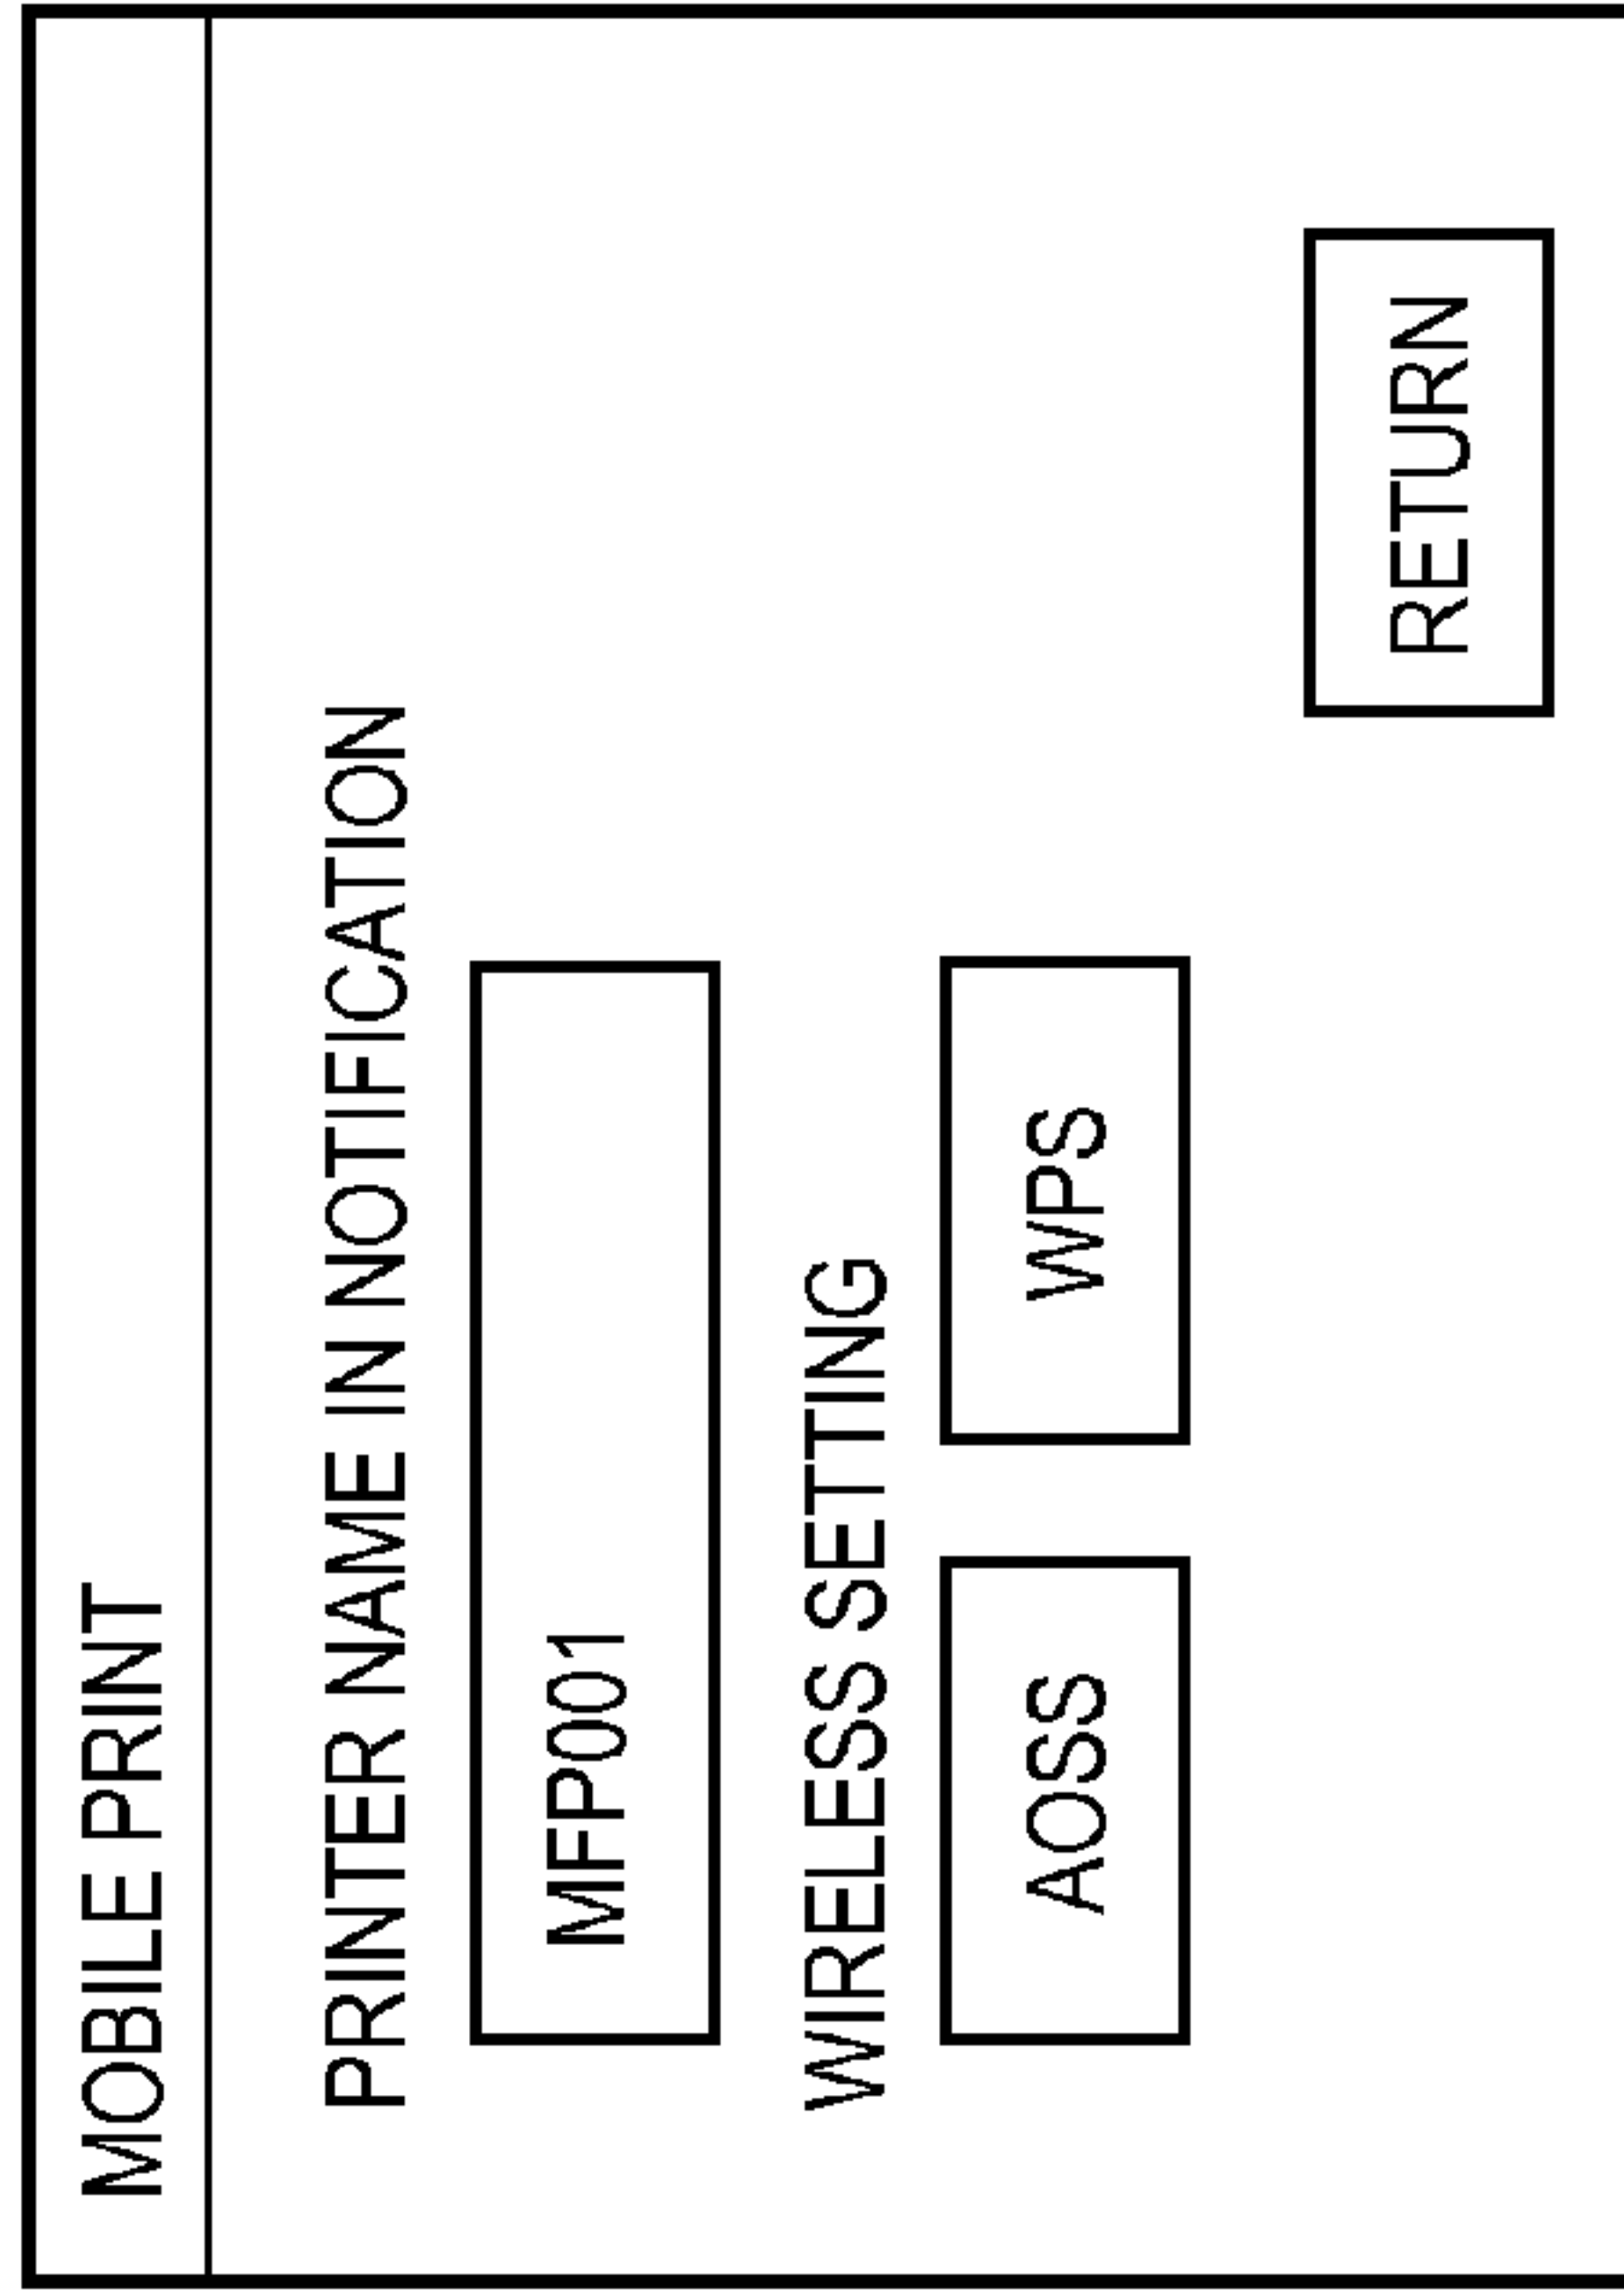 MOBILE PRINT
PRINTER NAME IN NOTIFICATION
MFP001
WIRELESS SETTING
AOSS WPS
RETURN